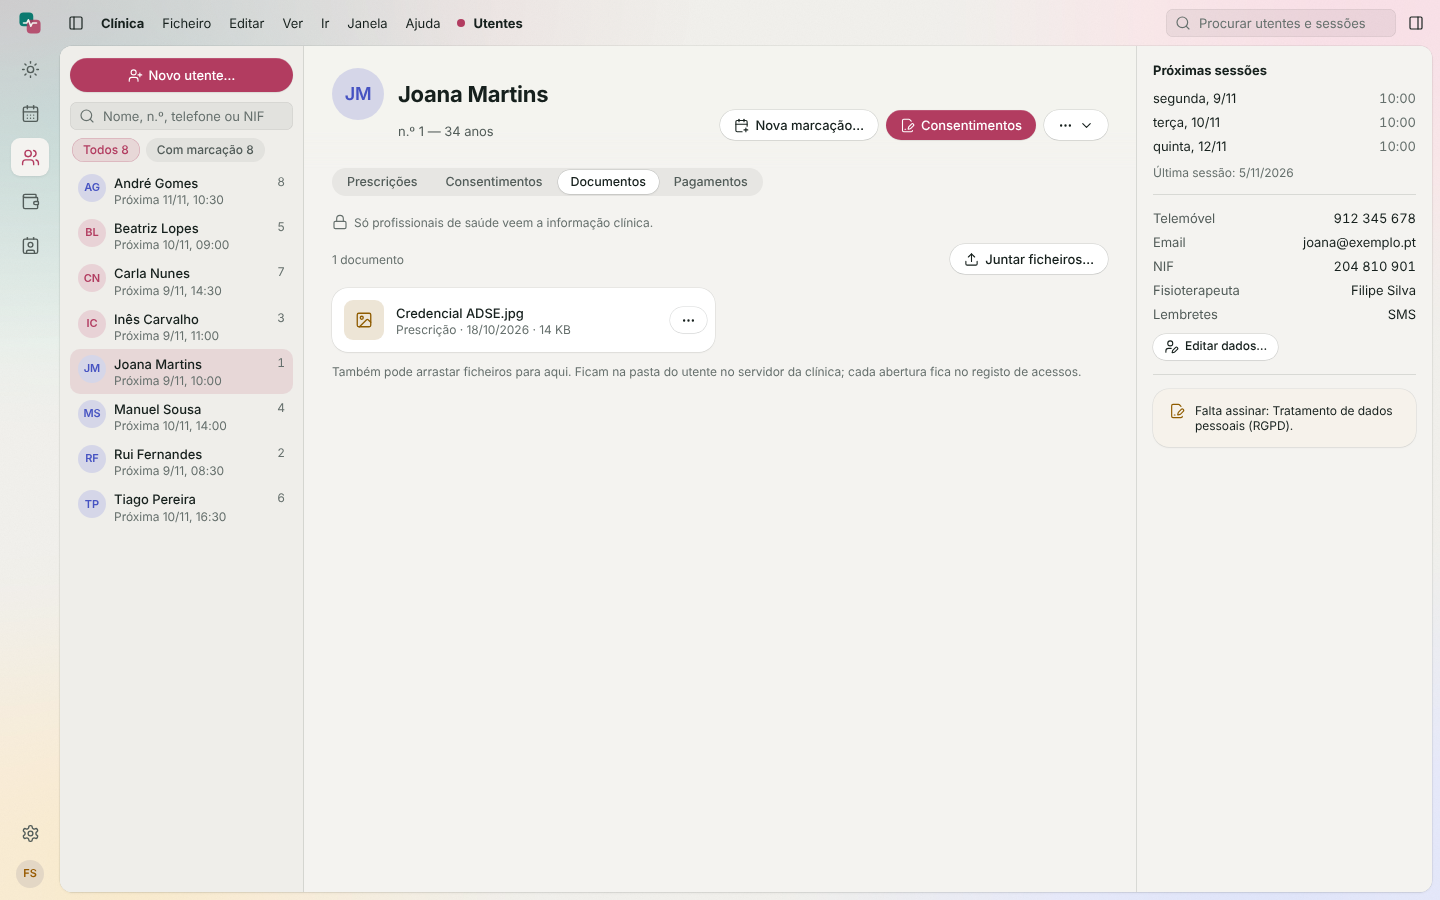 Clínica Ficheiro Editar Ver Ir Janela Ajuda Utentes
Procurar utentes e sessões
Novo utente...
Nome, n.º, telefone ou NIF
Todos 8 Com marcação 8
AG André Gomes 8
Próxima 11/11, 10:30
BL Beatriz Lopes 5
Próxima 10/11, 09:00
CN Carla Nunes 7
Próxima 9/11, 14:30
IC Inês Carvalho 3
Próxima 9/11, 11:00
JM Joana Martins 1
Próxima 9/11, 10:00
MS Manuel Sousa 4
Próxima 10/11, 14:00
RF Rui Fernandes 2
Próxima 9/11, 08:30
TP Tiago Pereira 6
Próxima 10/11, 16:30
FS
JM Joana Martins
n.º 1 — 34 anos
Nova marcação... Consentimentos
Prescrições Consentimentos Documentos Pagamentos
Só profissionais de saúde veem a informação clínica.
1 documento
Juntar ficheiros...
Credencial ADSE.jpg
Prescrição · 18/10/2026 · 14 KB
Também pode arrastar ficheiros para aqui. Ficam na pasta do utente no servidor da clínica; cada abertura fica no registo de acessos.
Próximas sessões
segunda, 9/11 10:00
terça, 10/11 10:00
quinta, 12/11 10:00
Última sessão: 5/11/2026
Telemóvel 912 345 678
Email joana@exemplo.pt
NIF 204 810 901
Fisioterapeuta Filipe Silva
Lembretes SMS
Editar dados...
Falta assinar: Tratamento de dados
pessoais (RGPD).